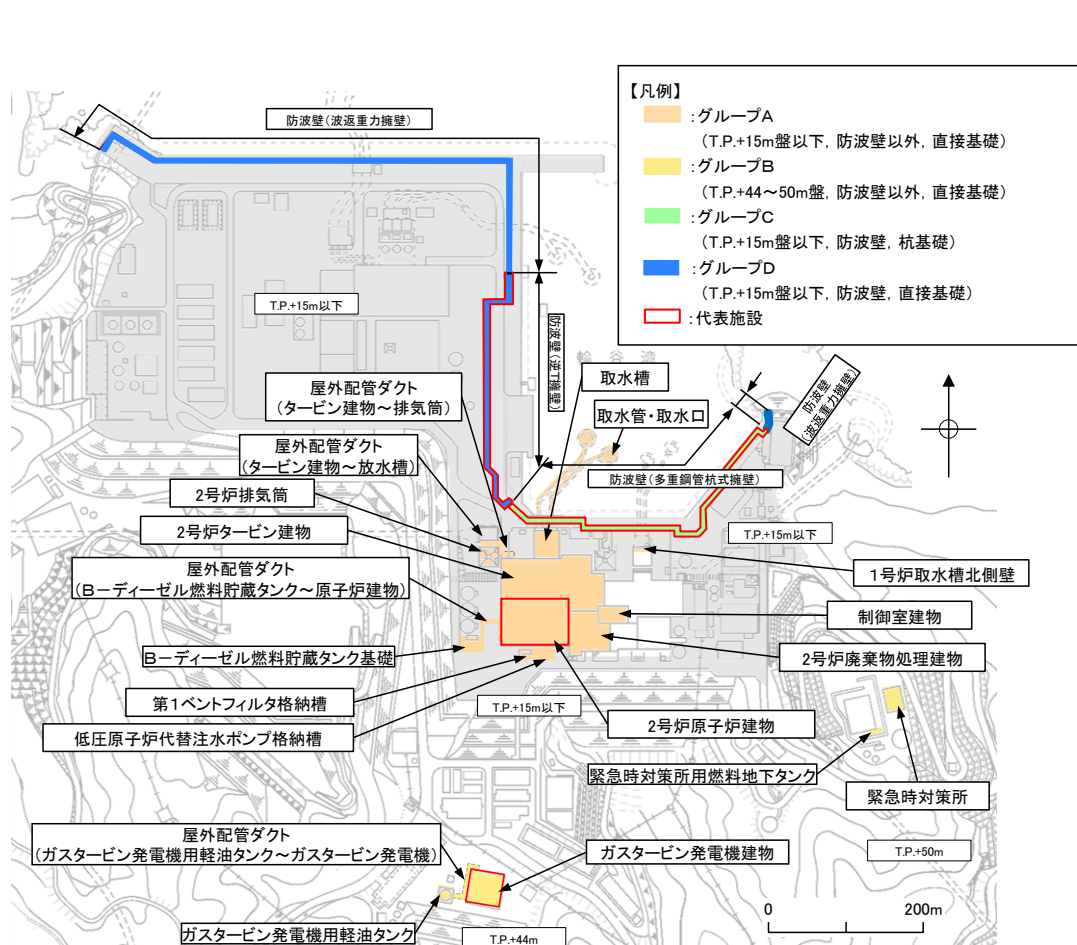 【凡例】
:グループA
(T.P.+15m盤以下, 防波壁以外, 直接基礎)
:グループB
(T.P.+44～50m盤, 防波壁以外, 直接基礎)
:グループC
(T.P.+15m盤以下, 防波壁, 杭基礎)
:グループD
(T.P.+15m盤以下, 防波壁, 直接基礎)
:代表施設
防波壁(波返重力擁壁)
T.P.+15m以下
防波壁(逆T擁壁)
輪谷湾
防波壁
(波返重力擁壁)
取水槽
屋外配管ダクト
(タービン建物～排気筒)
取水管・取水口
屋外配管ダクト
(タービン建物～放水槽)
防波壁(多重鋼管杭式擁壁)
2号炉排気筒
2号炉タービン建物
T.P.+15m以下
屋外配管ダクト
(B－ディーゼル燃料貯蔵タンク～原子炉建物)
1号炉取水槽北側壁
制御室建物
B－ディーゼル燃料貯蔵タンク基礎
2号炉廃棄物処理建物
第1ベントフィルタ格納槽
T.P.+15m以下
2号炉原子炉建物
低圧原子炉代替注水ポンプ格納槽
緊急時対策所用燃料地下タンク
緊急時対策所
屋外配管ダクト
(ガスタービン発電機用軽油タンク～ガスタービン発電機)
ガスタービン発電機建物
T.P.+50m
ガスタービン発電機用軽油タンク
T.P.+44m
0
200m